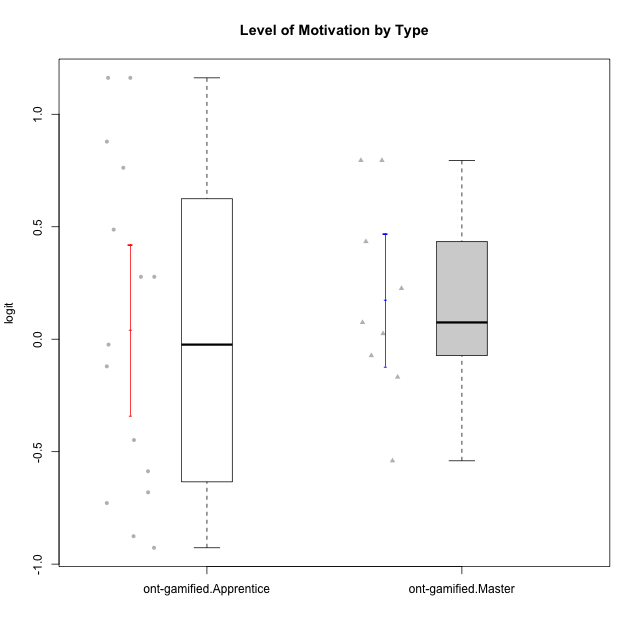 Level of Motivation by Type
logit
1.0
0.5
0.0
-0.5
-1.0
ont-gamified.Apprentice
ont-gamified.Master